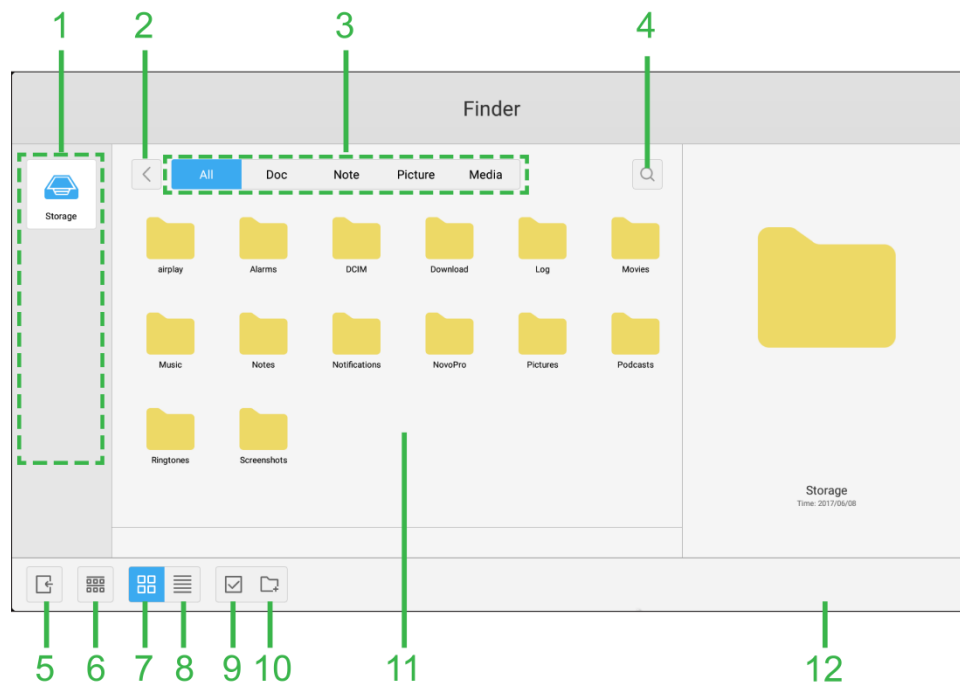 1 2 3 4
Finder
All Doc Note Picture Media
Storage
airplay Alarms DCIM Download Log Movies
Music Notes Notifications NovoPro Pictures Podcasts
Ringtones Screenshots
Storage
Time: 2017/06/08
5 6 7 8 9 10 11 12